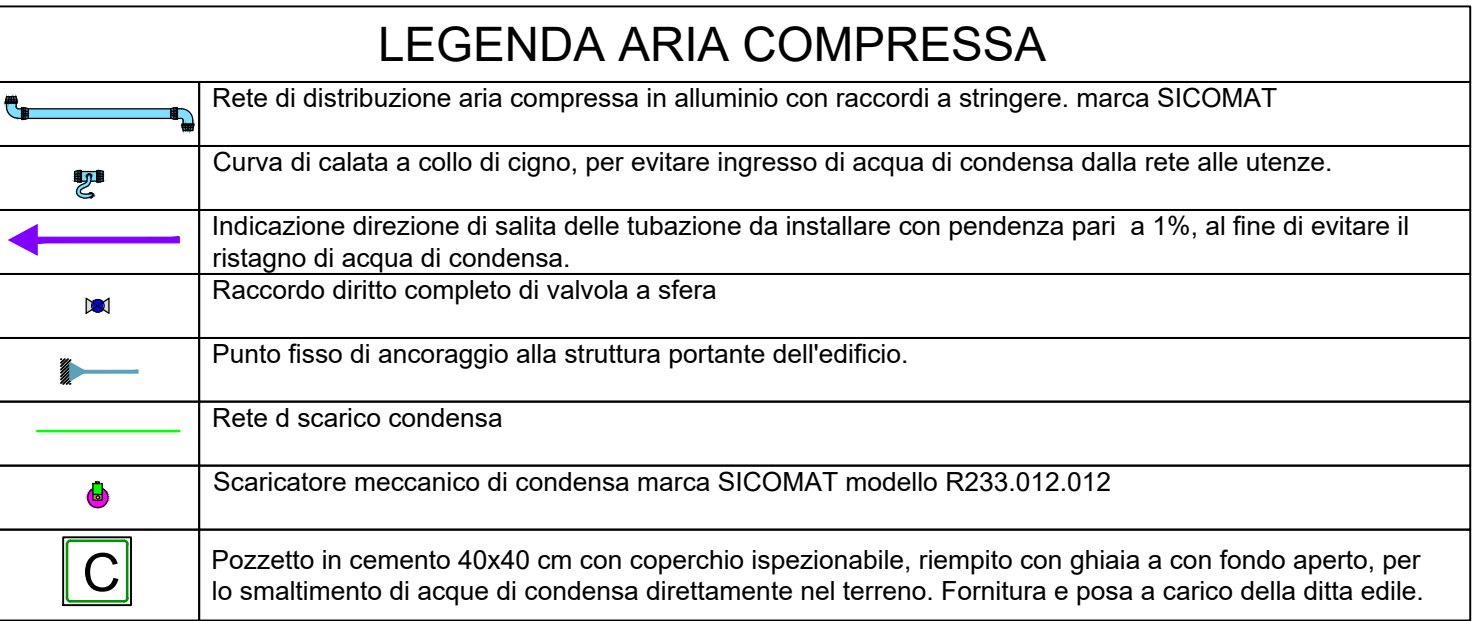 LEGENDA ARIA COMPRESSA
Rete di distribuzione aria compressa in alluminio con raccordi a stringere. marca SICOMAT
Curva di calata a collo di cigno, per evitare ingresso di acqua di condensa dalla rete alle utenze.
Indicazione direzione di salita delle tubazione da installare con pendenza pari  a 1%, al fine di evitare il
ristagno di acqua di condensa.
Raccordo diritto completo di valvola a sfera
Punto fisso di ancoraggio alla struttura portante dell'edificio.
Rete d scarico condensa
Scaricatore meccanico di condensa marca SICOMAT modello R233.012.012
C
Pozzetto in cemento 40x40 cm con coperchio ispezionabile, riempito con ghiaia a con fondo aperto, per
lo smaltimento di acque di condensa direttamente nel terreno. Fornitura e posa a carico della ditta edile.